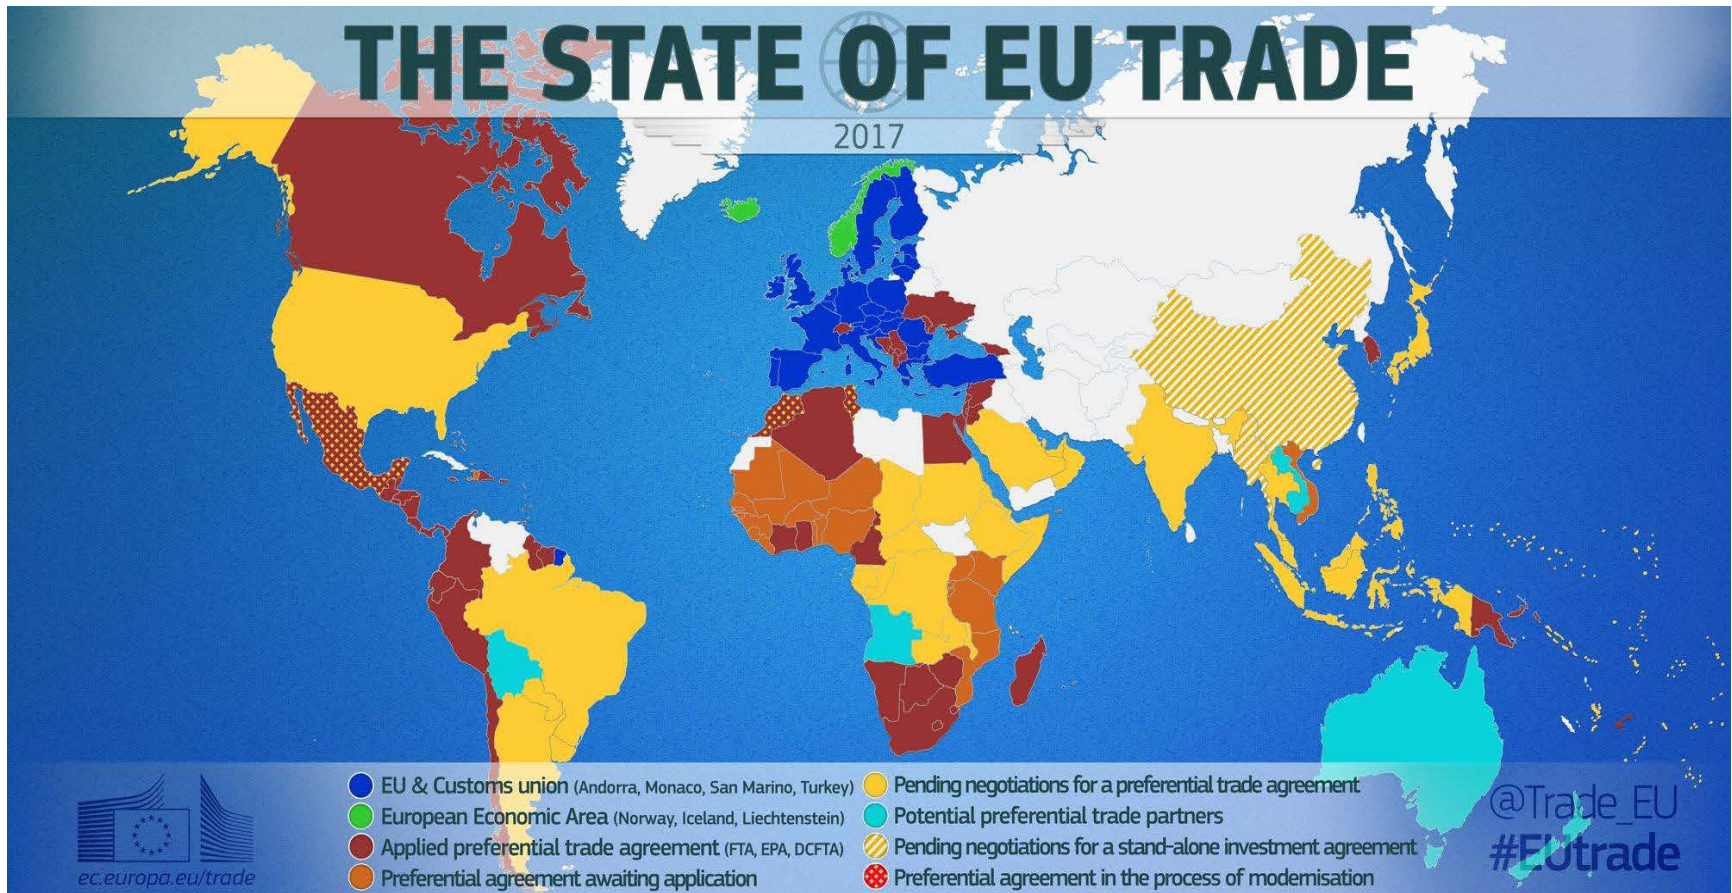 THE STATE OF EU TRADE
2017
EU & Customs union (Andorra, Monaco, San Marino, Turkey)
European Economic Area (Norway, Iceland, Liechtenstein)
Applied preferential trade agreement (FTA, EPA, DCFTA)
Preferential agreement awaiting application
Pending negotiations for a preferential trade agreement
Potential preferential trade partners
Pending negotiations for a stand-alone investment agreement
Preferential agreement in the process of modernisation
ec.europa.eu/trade
@Trade_EU
#EUtrade